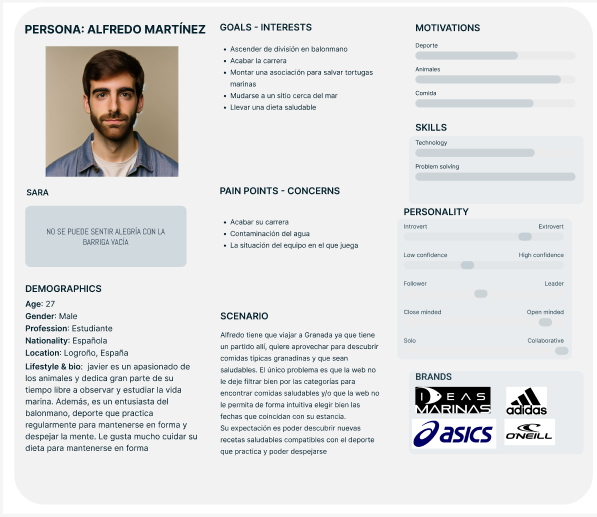 PERSONA: ALFREDO MARTÍNEZ
SARA
NO SE PUEDE SENTIR ALEGRÍA CON LA
BARRIGA VACÍA
DEMOGRAPHICS
Age: 27
Gender: Male
Profession: Estudiante
Nationality: Española
Location: Logroño, España
Lifestyle & bio: javier es un apasionado de
los animales y dedica gran parte de su
tiempo libre a observar y estudiar la vida
marina. Además, es un entusiasta del
balonmano, deporte que practica
regularmente para mantenerse en forma y
despejar la mente. Le gusta mucho cuidar su
dieta para mantenerse en forma
GOALS - INTERESTS
• Ascender de división en balonmano
• Acabar la carrera
• Montar una asociación para salvar tortugas
marinas
• Mudarse a un sitio cerca del mar
• Llevar una dieta saludable
PAIN POINTS - CONCERNS
• Acabar su carrera
• Contaminación del agua
• La situación del equipo en el que juega
SCENARIO
Alfredo tiene que viajar a Granada ya que tiene
un partido allí, quiere aprovechar para descubrir
comidas típicas granadinas y que sean
saludables. El único problema es que la web no
le deje filtrar bien por las categorías para
encontrar comidas saludables y/o que la web no
le permita de forma intuitiva elegir bien las
fechas que coincidan con su estancia.
Su expectación es poder descubrir nuevas
recetas saludables compatibles con el deporte
que practica y poder despejarse
MOTIVATIONS
Deporte
Animales
Comida
SKILLS
Technology
Problem solving
PERSONALITY
Introvert Extrovert
Low confidence High confidence
Follower Leader
Close minded Open minded
Solo Collaborative
BRANDS
IDEAS
MARINAS
adidas
asics
O'NEILL